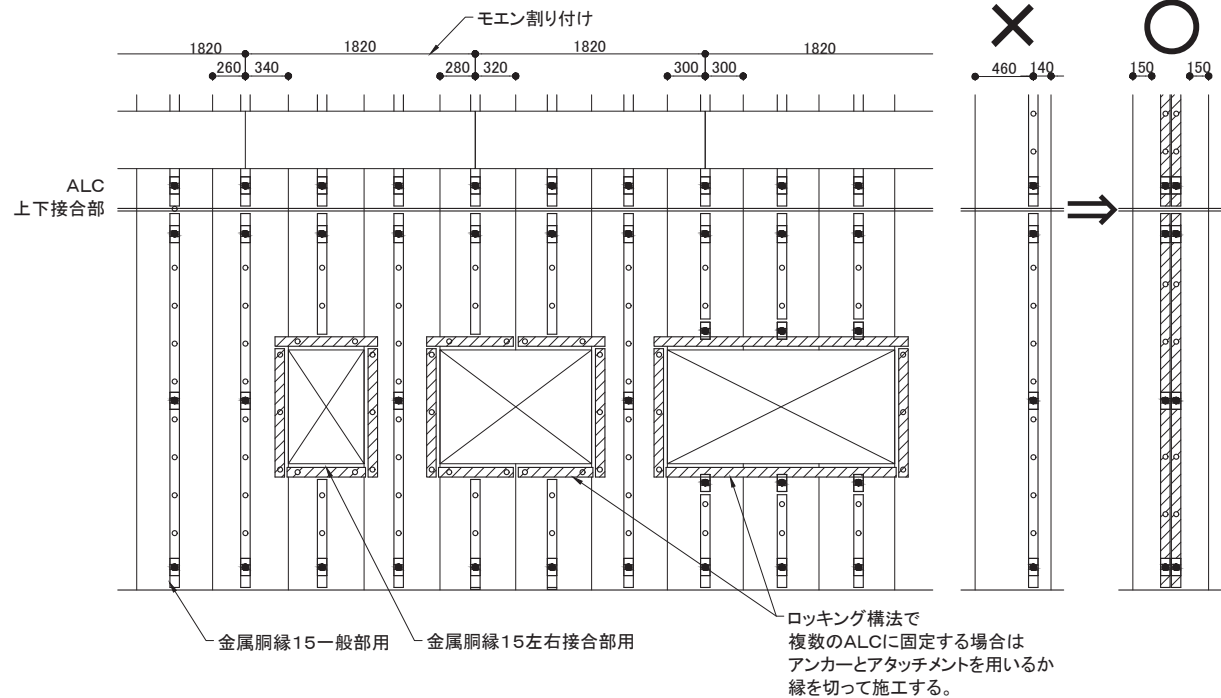 モエン割り付け
1820
1820
1820
1820
260 340
280 320
300 300
460 140
150
150
ALC
上下接合部
金属胴縁15一般部用
金属胴縁15左右接合部用
ロッキング構法で
複数のALCに固定する場合は
アンカーとアタッチメントを用いるか
縁を切って施工する。